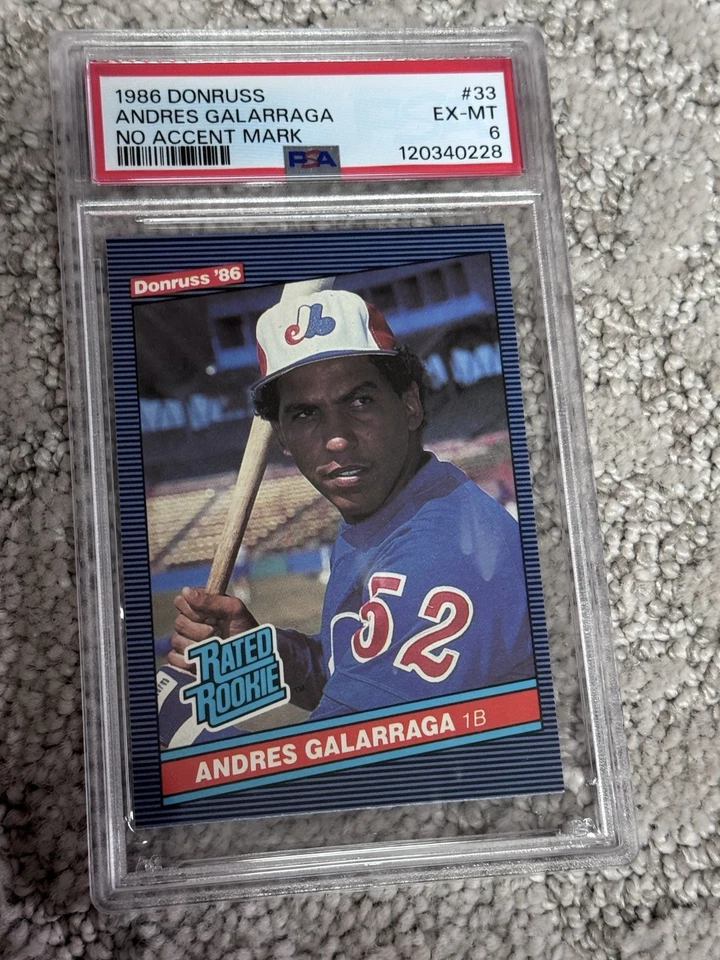 1986 DONRUSS #33
ANDRES GALARRAGA EX-MT
NO ACCENT MARK 6
PSA 120340228
Donruss '86
52
RATED
ROOKIE™
ANDRES GALARRAGA 1B